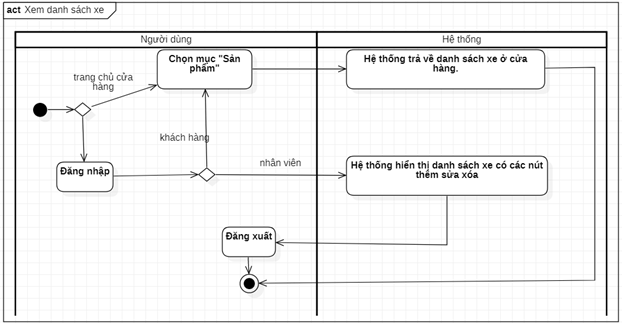 act Xem danh sách xe
Người dùng
Hệ thống
Chọn mục "Sản
phẩm"
Hệ thống trả về danh sách xe ở cửa
hàng.
trang chủ cửa
hàng
khách hàng
nhân viên
Đăng nhập
Hệ thống hiển thị danh sách xe có các nút
thêm sửa xóa
Đăng xuất